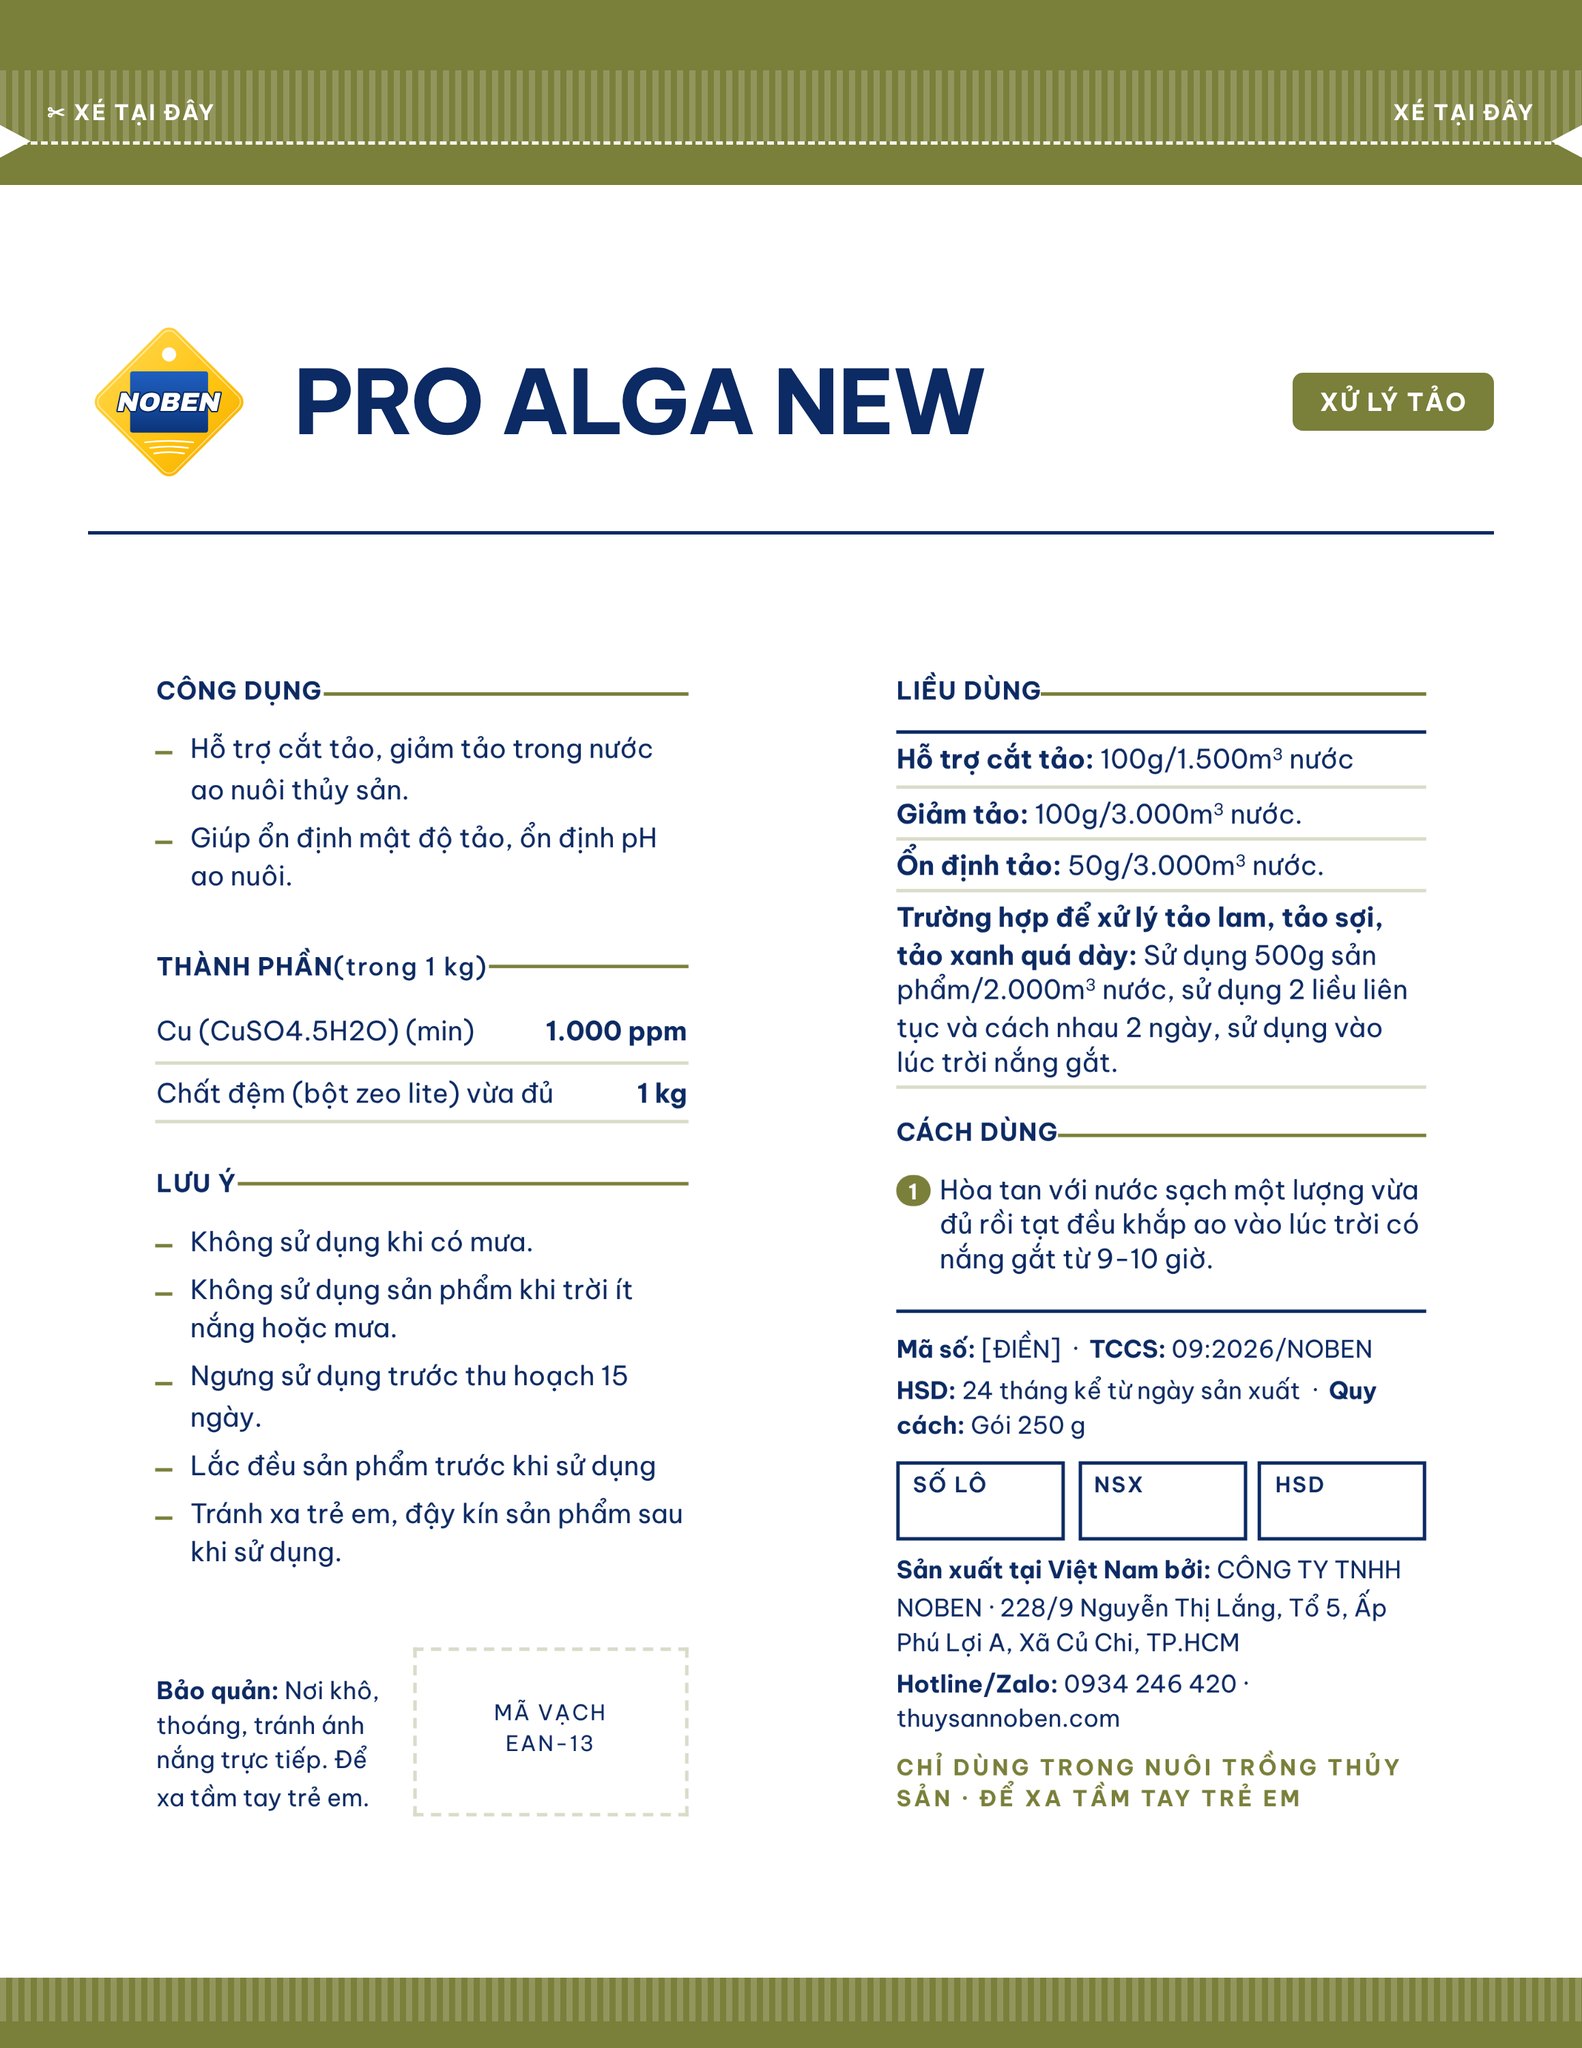 ✂ XÉ TẠI ĐÂY
XÉ TẠI ĐÂY
NOBEN
PRO ALGA NEW
XỬ LÝ TẢO
CÔNG DỤNG
– Hỗ trợ cắt tảo, giảm tảo trong nước
ao nuôi thủy sản.
– Giúp ổn định mật độ tảo, ổn định pH
ao nuôi.
THÀNH PHẦN(trong 1 kg)
Cu (CuSO4.5H2O) (min) 1.000 ppm
Chất đệm (bột zeo lite) vừa đủ 1 kg
LƯU Ý
– Không sử dụng khi có mưa.
– Không sử dụng sản phẩm khi trời ít
nắng hoặc mưa.
– Ngưng sử dụng trước thu hoạch 15
ngày.
– Lắc đều sản phẩm trước khi sử dụng
– Tránh xa trẻ em, đậy kín sản phẩm sau
khi sử dụng.
Bảo quản: Nơi khô,
thoáng, tránh ánh
nắng trực tiếp. Để
xa tầm tay trẻ em.
MÃ VẠCH
EAN-13
LIỀU DÙNG
Hỗ trợ cắt tảo: 100g/1.500m³ nước
Giảm tảo: 100g/3.000m³ nước.
Ổn định tảo: 50g/3.000m³ nước.
Trường hợp để xử lý tảo lam, tảo sợi,
tảo xanh quá dày: Sử dụng 500g sản
phẩm/2.000m³ nước, sử dụng 2 liều liên
tục và cách nhau 2 ngày, sử dụng vào
lúc trời nắng gắt.
CÁCH DÙNG
1 Hòa tan với nước sạch một lượng vừa
đủ rồi tạt đều khắp ao vào lúc trời có
nắng gắt từ 9-10 giờ.
Mã số: [ĐIỀN] · TCCS: 09:2026/NOBEN
HSD: 24 tháng kể từ ngày sản xuất · Quy
cách: Gói 250 g
SỐ LÔ
NSX
HSD
Sản xuất tại Việt Nam bởi: CÔNG TY TNHH
NOBEN · 228/9 Nguyễn Thị Lắng, Tổ 5, Ấp
Phú Lợi A, Xã Củ Chi, TP.HCM
Hotline/Zalo: 0934 246 420 ·
thuysannoben.com
CHỈ DÙNG TRONG NUÔI TRỒNG THỦY
SẢN · ĐỂ XA TẦM TAY TRẺ EM